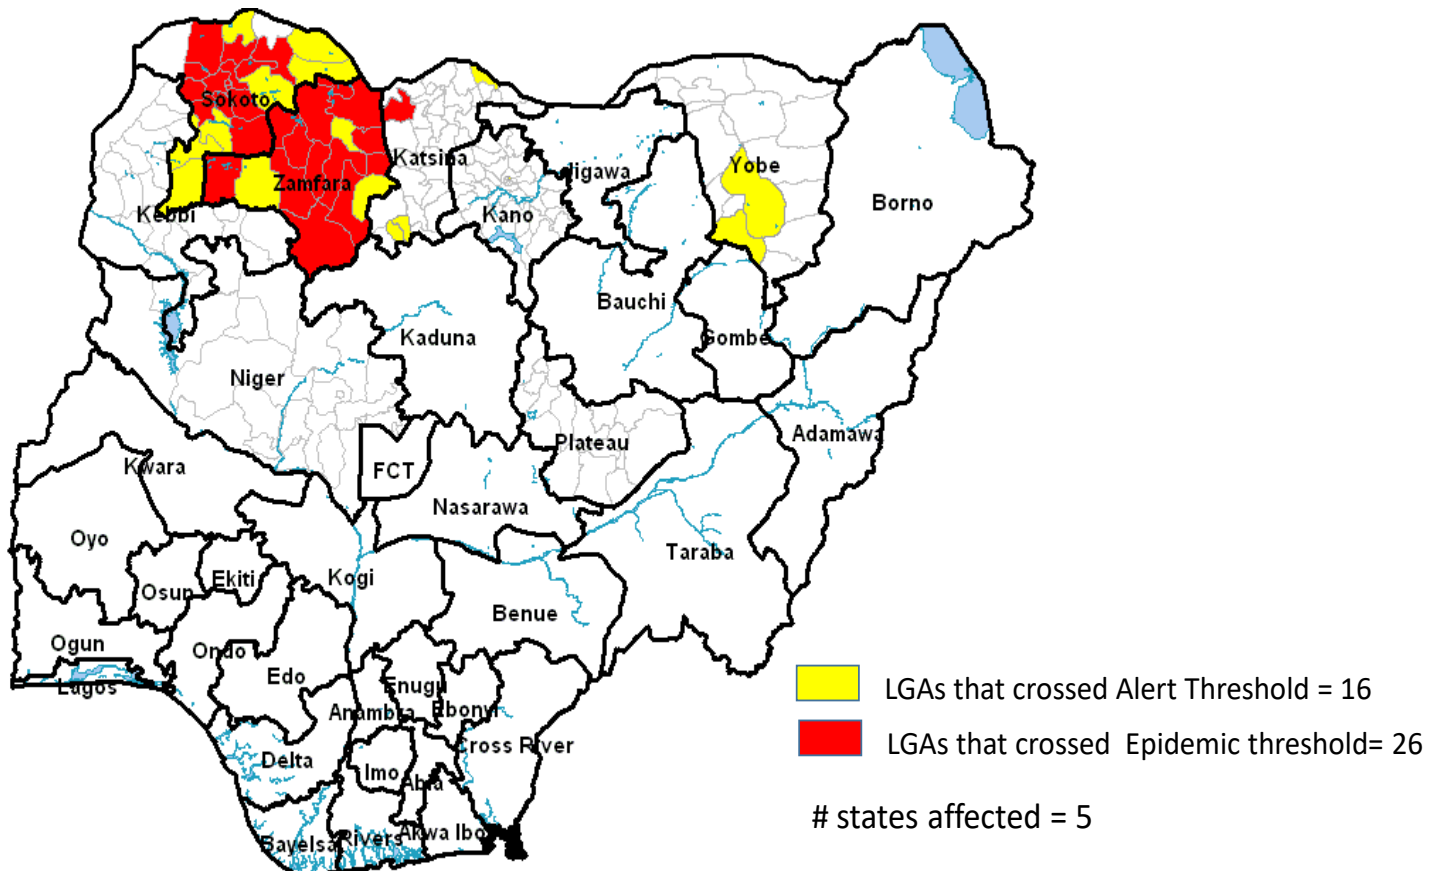 Sokoto
Katsina
Yobe
Jigawa
Zamfara
Borno
Kebbi
Kano
Bauchi
Kaduna
Gombe
Niger
Adamawa
Plateau
Kwara
FCT
Nasarawa
Oyo
Taraba
Kogi
Ekiti
Osun
Benue
Ogun
Ondo
Edo
Lagos
Enugu
Anambra
Ebonyi
Cross River
Delta
Imo
Abia
Bayelsa
Rivers
Akwa Ibo
LGAs that crossed Alert Threshold = 16
LGAs that crossed Epidemic threshold= 26
# states affected = 5